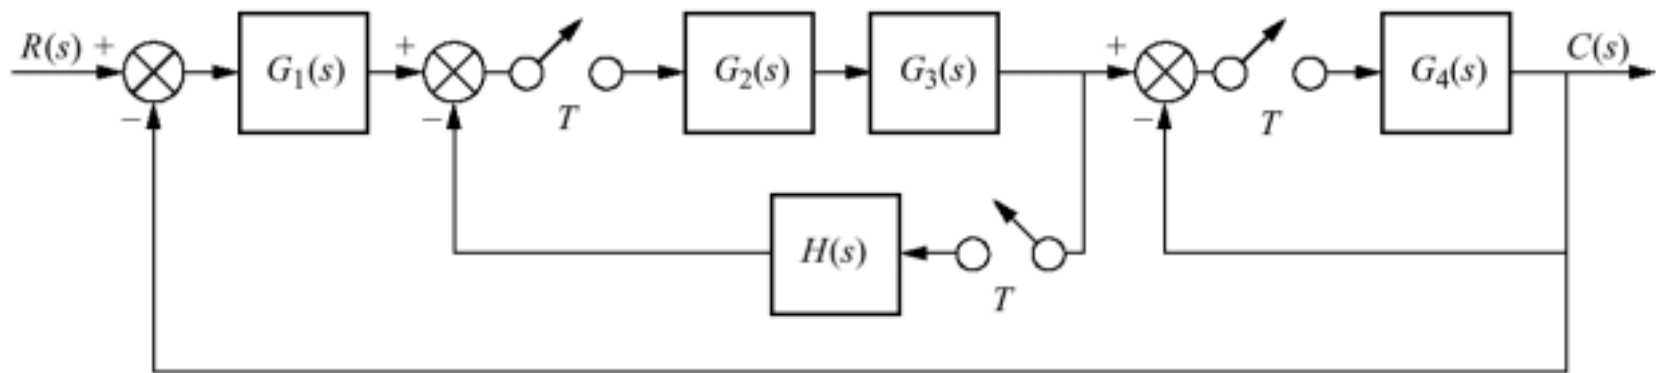 R(s) + G₁(s) + G₂(s) G₃(s) + G₄(s) C(s)
− T − T −
H(s)
T